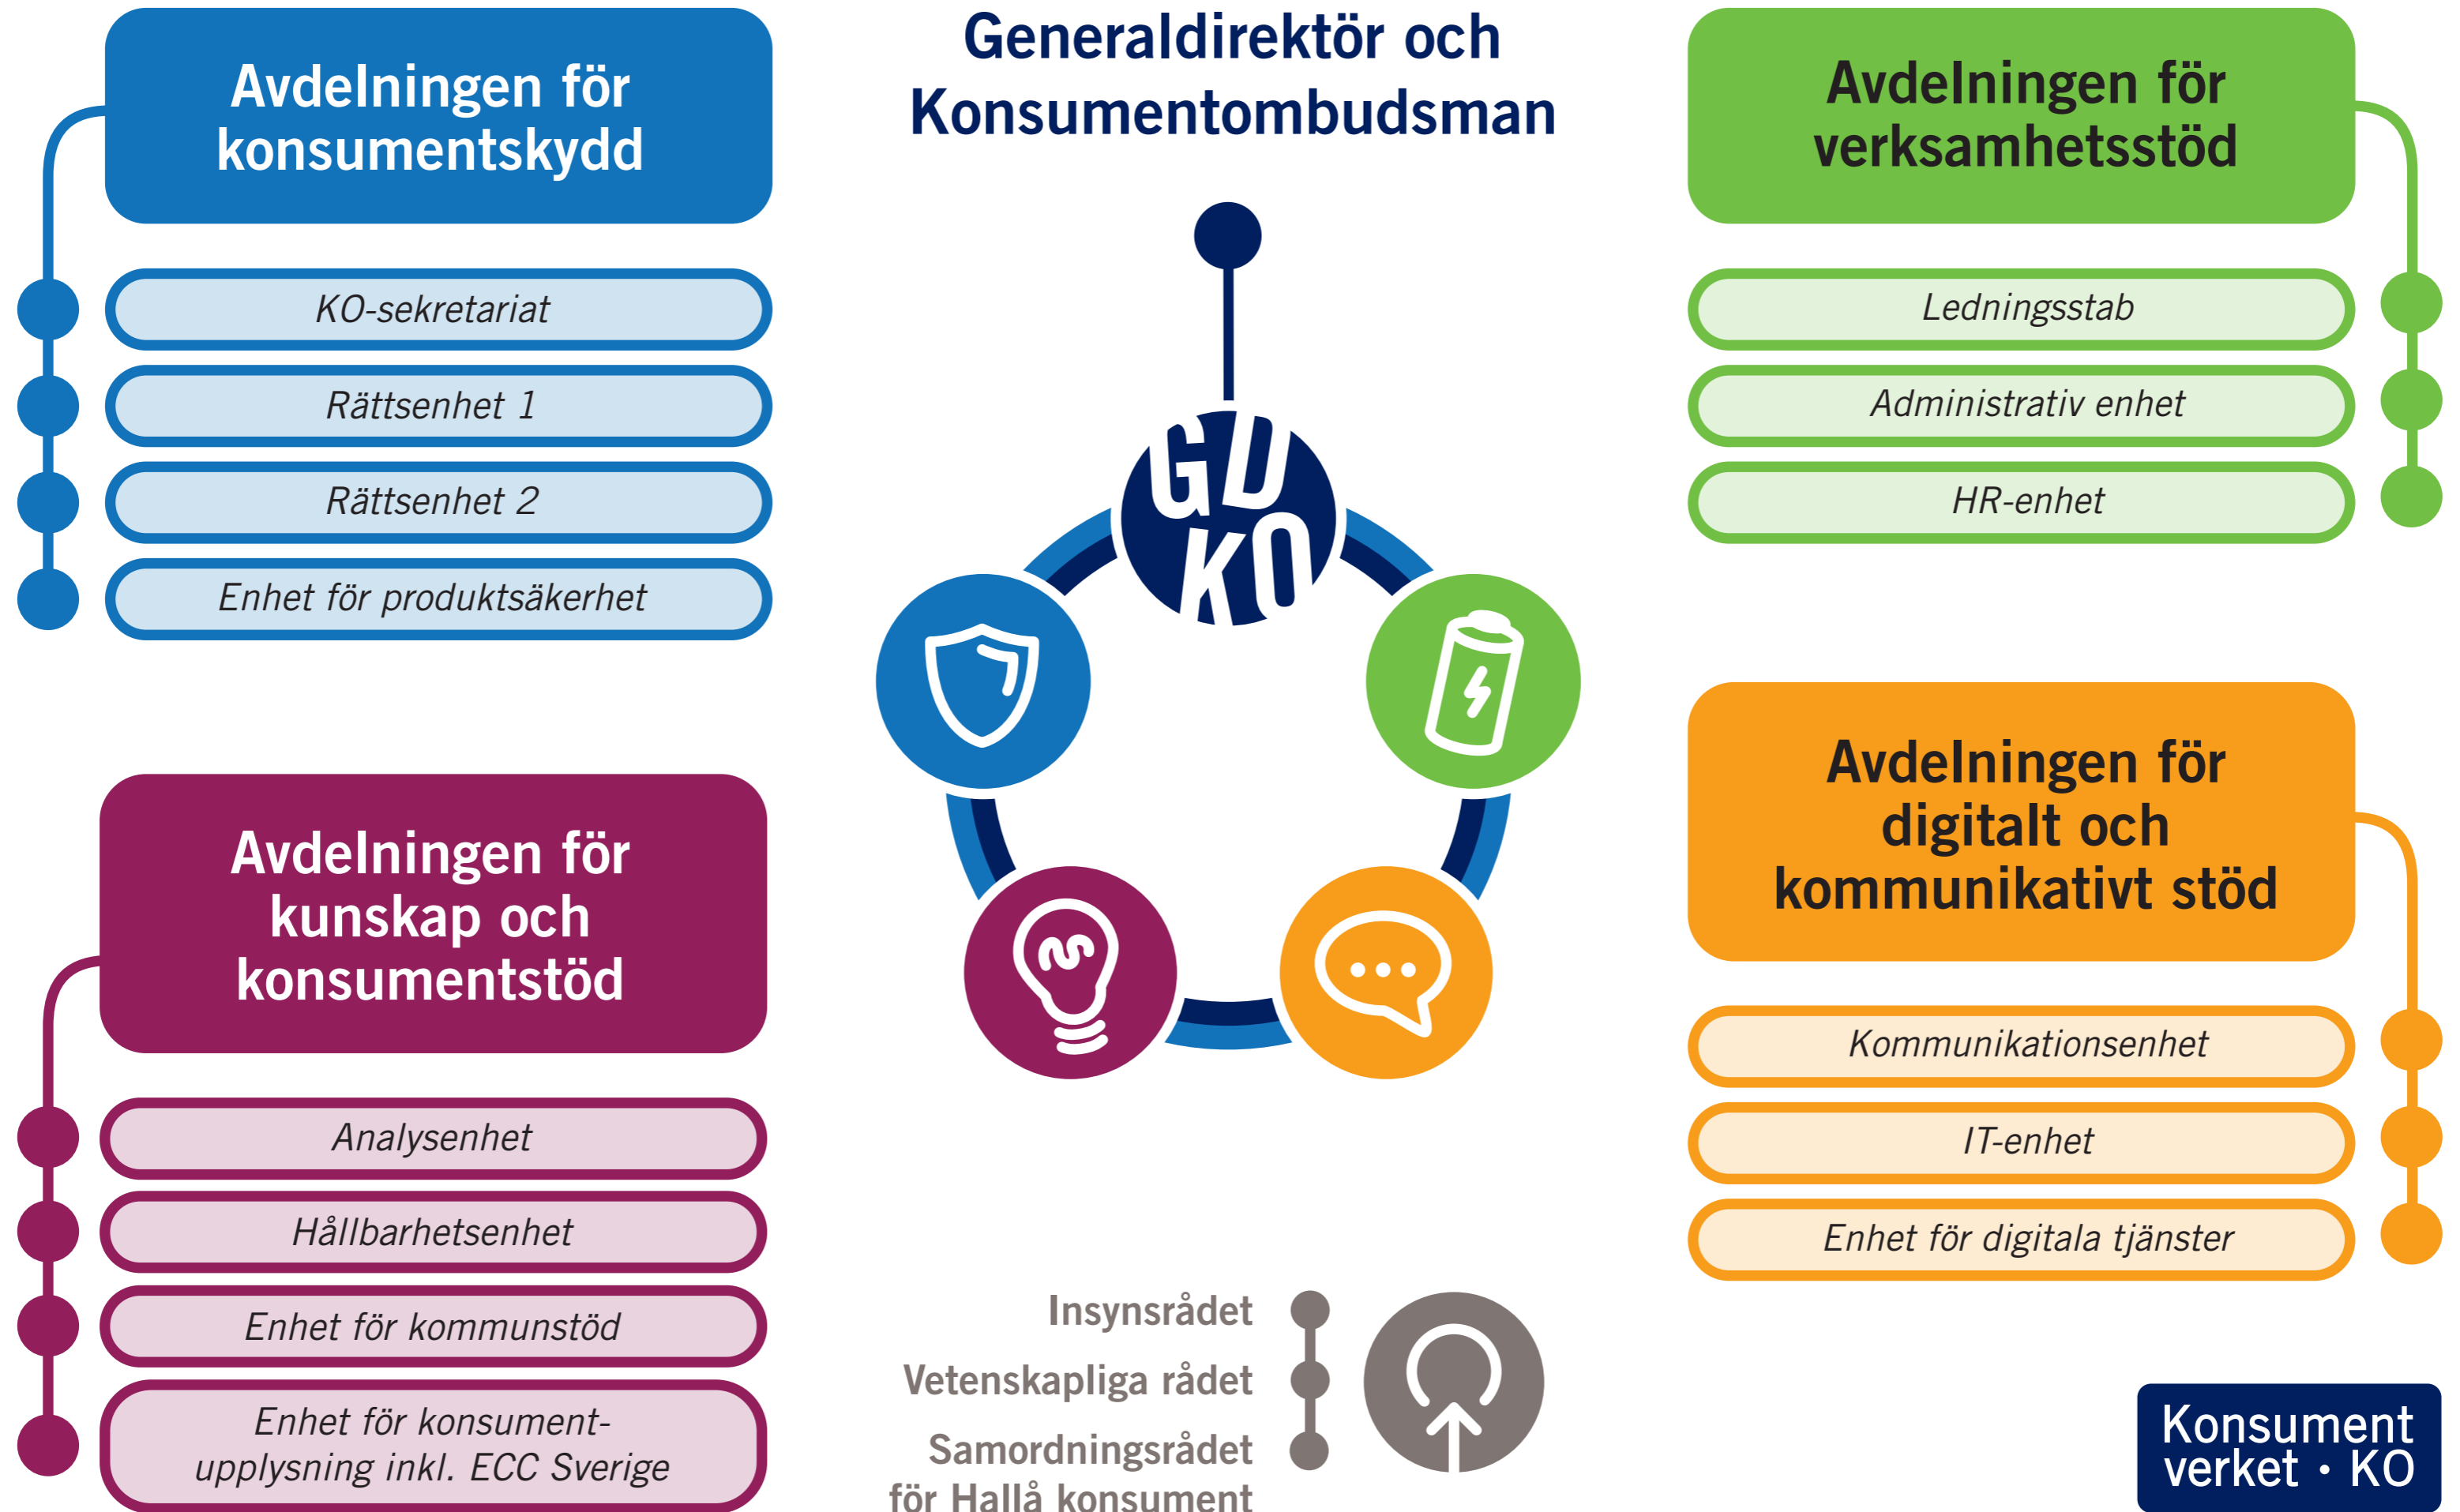 Avdelningen för
konsumentskydd
KO-sekretariat
Rättsenhet 1
Rättsenhet 2
Enhet för produktsäkerhet
Avdelningen för
kunskap och
konsumentstöd
Analysenhet
Hållbarhetsenhet
Enhet för kommunstöd
Enhet för konsument-
upplysning inkl. ECC Sverige
Generaldirektör och
Konsumentombudsman
GD
KO
Insynsrådet
Vetenskapliga rådet
Samordningsrådet
för Hallå konsument
Avdelningen för
verksamhetsstöd
Ledningsstab
Administrativ enhet
HR-enhet
Avdelningen för
digitalt och
kommunikativt stöd
Kommunikationsenhet
IT-enhet
Enhet för digitala tjänster
Konsument
verket • KO